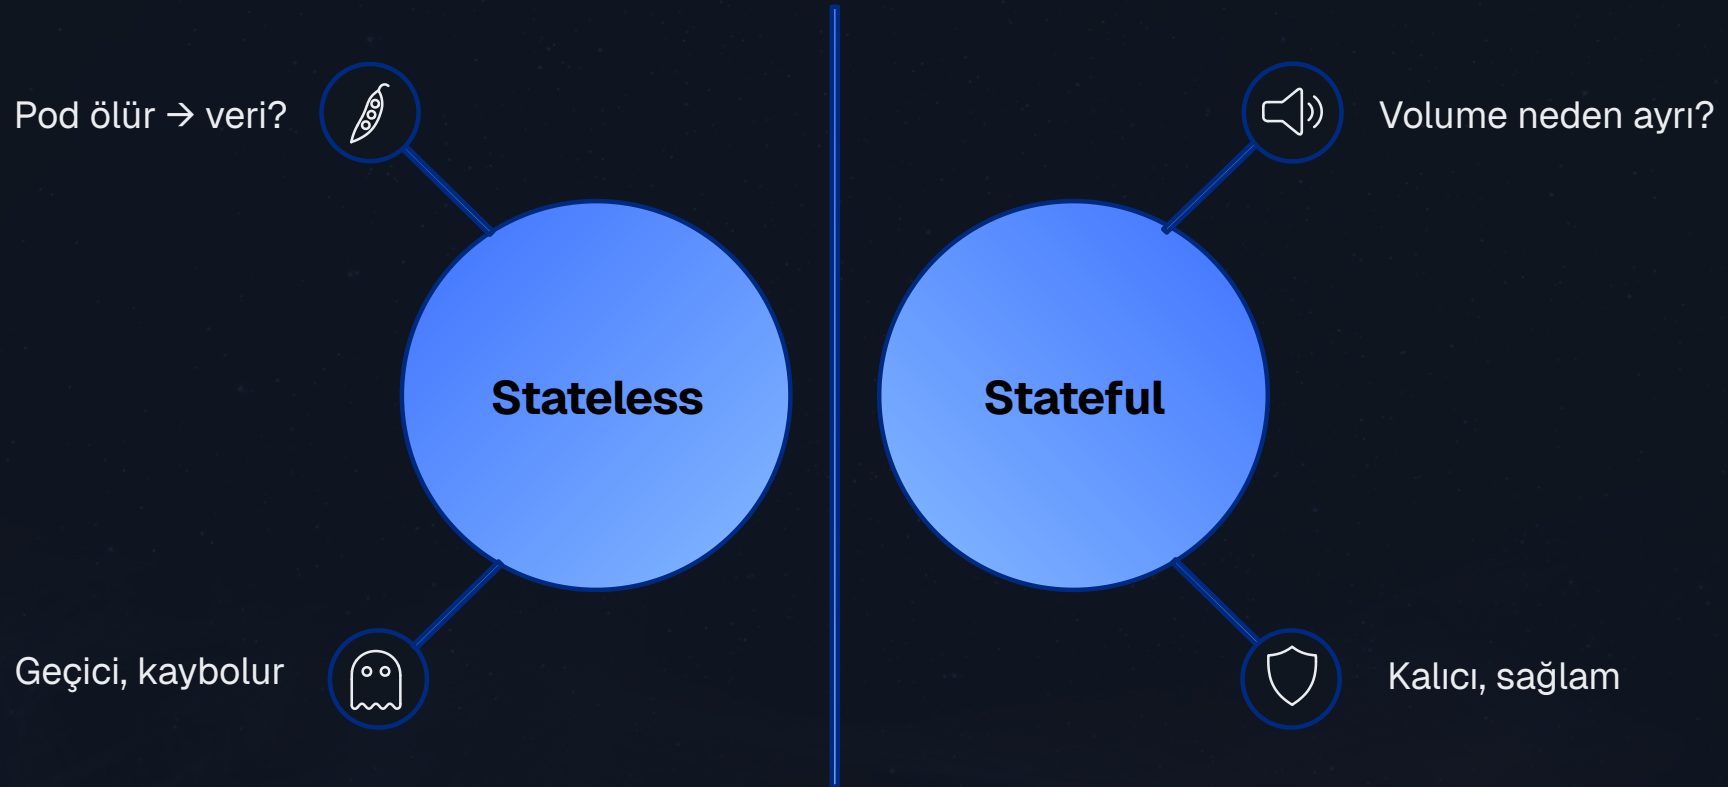 Pod ölür → veri?
Stateless
Geçici, kaybolur
Volume neden ayrı?
Stateful
Kalıcı, sağlam